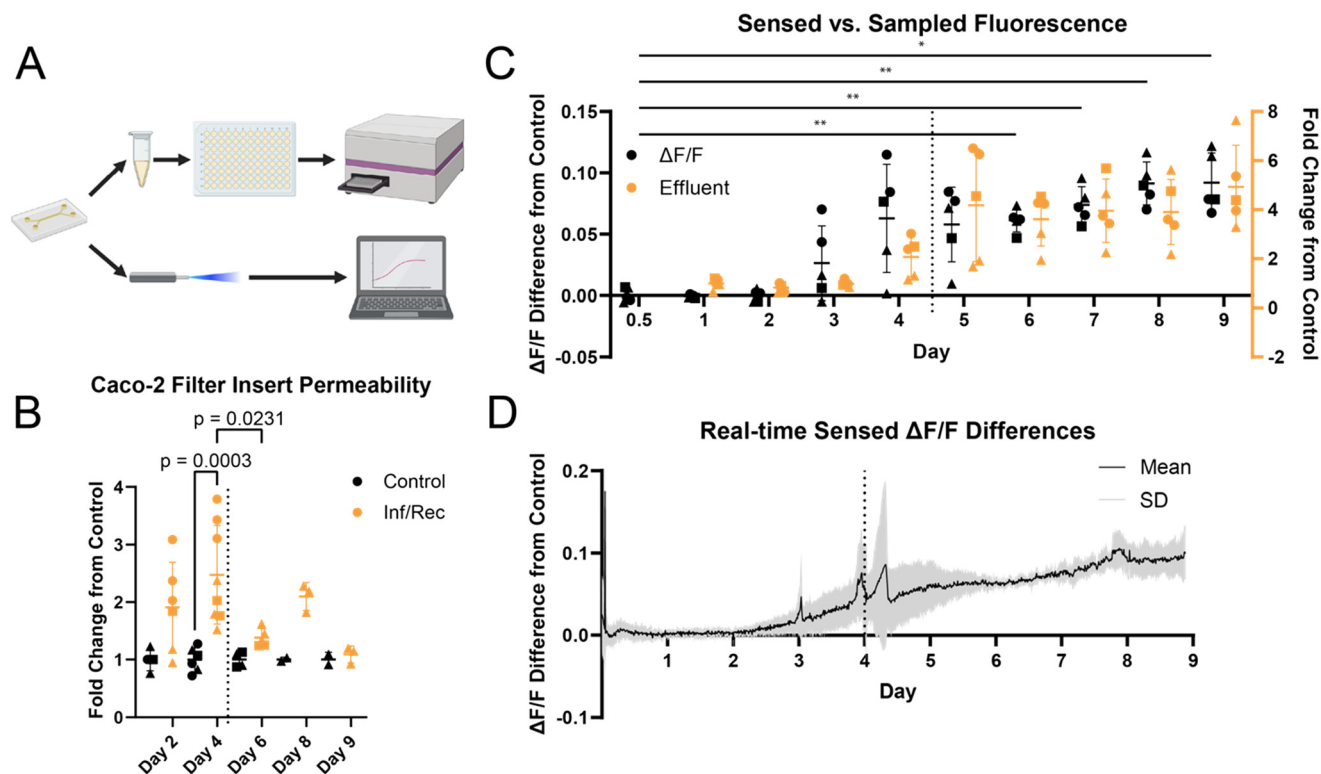 A
B
Caco-2 Filter Insert Permeability
p = 0.0231
p = 0.0003
Control
Inf/Rec
Fold Change from Control
4
3
2
1
0
Day 2
Day 4
Day 6
Day 8
Day 9
C
Sensed vs. Sampled Fluorescence
*
**
**
**
ΔF/F
Effluent
ΔF/F Difference from Control
0.15
0.10
0.05
0.00
-0.05
0.5 1 2 3 4 5 6 7 8 9
Day
8
6
4
2
0
-2
Fold Change from Control
D
Real-time Sensed ΔF/F Differences
Mean
SD
ΔF/F Difference from Control
0.2
0.1
0.0
-0.1
1 2 3 4 5 6 7 8 9
Day